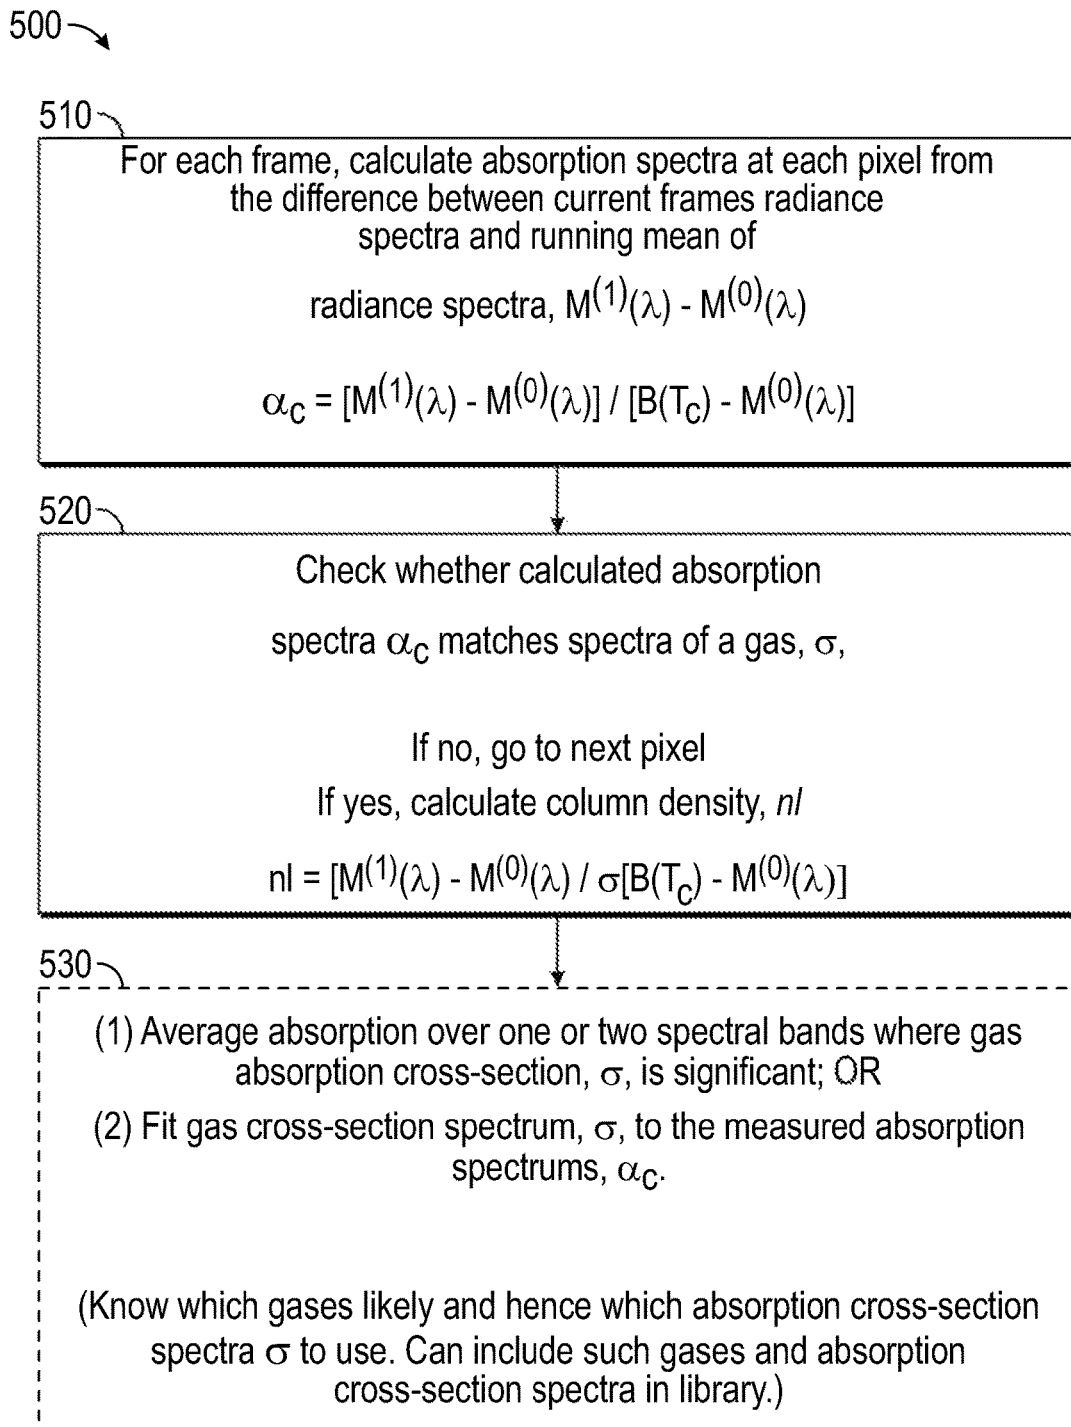 500
510
For each frame, calculate absorption spectra at each pixel from
the difference between current frames radiance
spectra and running mean of
radiance spectra, M⁽¹⁾(λ) - M⁽⁰⁾(λ)
α_C = [M⁽¹⁾(λ) - M⁽⁰⁾(λ)] / [B(T_C) - M⁽⁰⁾(λ)]
520
Check whether calculated absorption
spectra α_C matches spectra of a gas, σ,
If no, go to next pixel
If yes, calculate column density, nl
nl = [M⁽¹⁾(λ) - M⁽⁰⁾(λ) / σ[B(T_C) - M⁽⁰⁾(λ)]
530
(1) Average absorption over one or two spectral bands where gas
absorption cross-section, σ, is significant; OR
(2) Fit gas cross-section spectrum, σ, to the measured absorption
spectrums, α_C.
(Know which gases likely and hence which absorption cross-section
spectra σ to use. Can include such gases and absorption
cross-section spectra in library.)